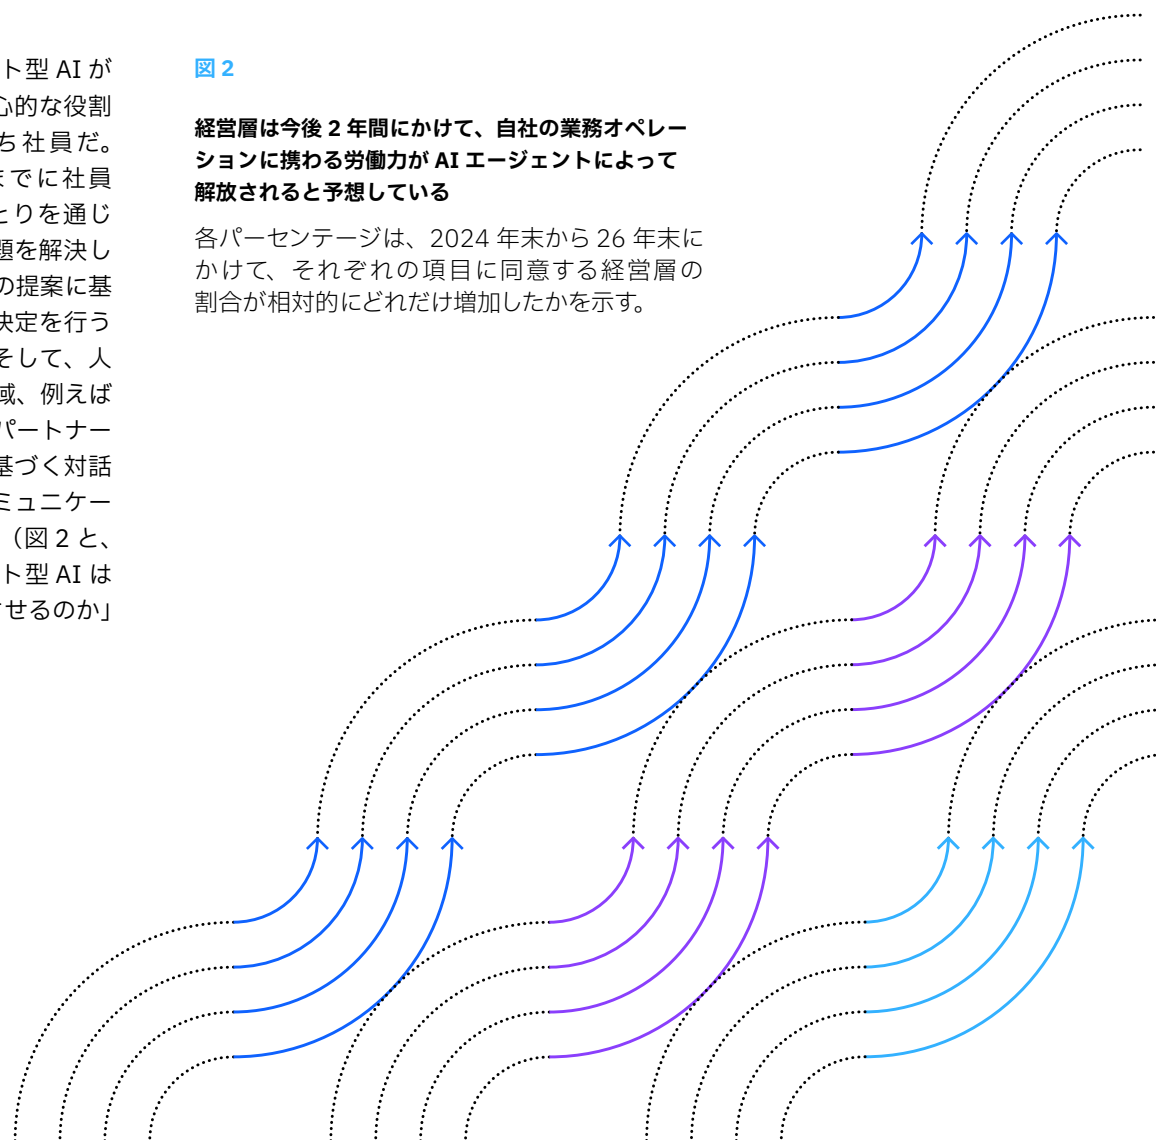 ト型 AI が
心的な役割
ち社員だ。
でに社員
とりを通じ
題を解決し
の提案に基
決定を行う
そして、人
域、例えば
パートナー
基づく対話
ミュニケー
（図 2 と、
ト型 AI は
せるのか」
図 2
経営層は今後 2 年間にかけて、自社の業務オペレー
ションに携わる労働力が AI エージェントによって
解放されると予想している
各パーセンテージは、2024 年末から 26 年末に
かけて、それぞれの項目に同意する経営層の
割合が相対的にどれだけ増加したかを示す。